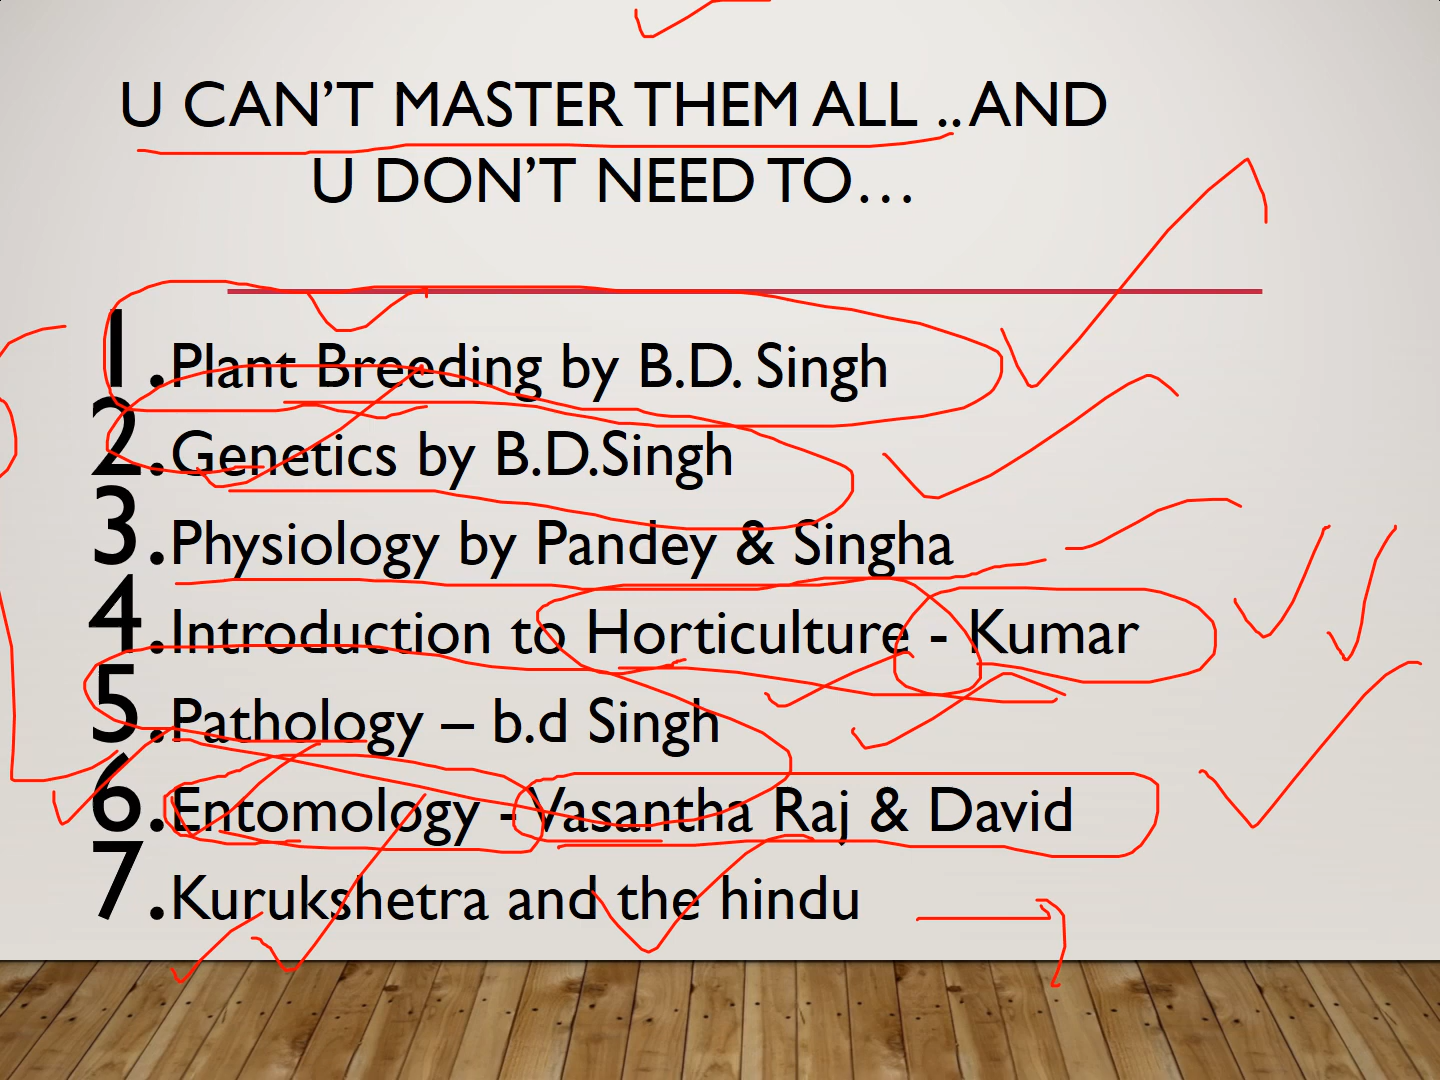 U CAN’T MASTER THEM ALL ..AND
U DON’T NEED TO…
1.Plant Breeding by B.D. Singh
2.Genetics by B.D.Singh
3.Physiology by Pandey & Singha
4.Introduction to Horticulture - Kumar
5.Pathology – b.d Singh
6.Entomology - Vasantha Raj & David
7.Kurukshetra and the hindu